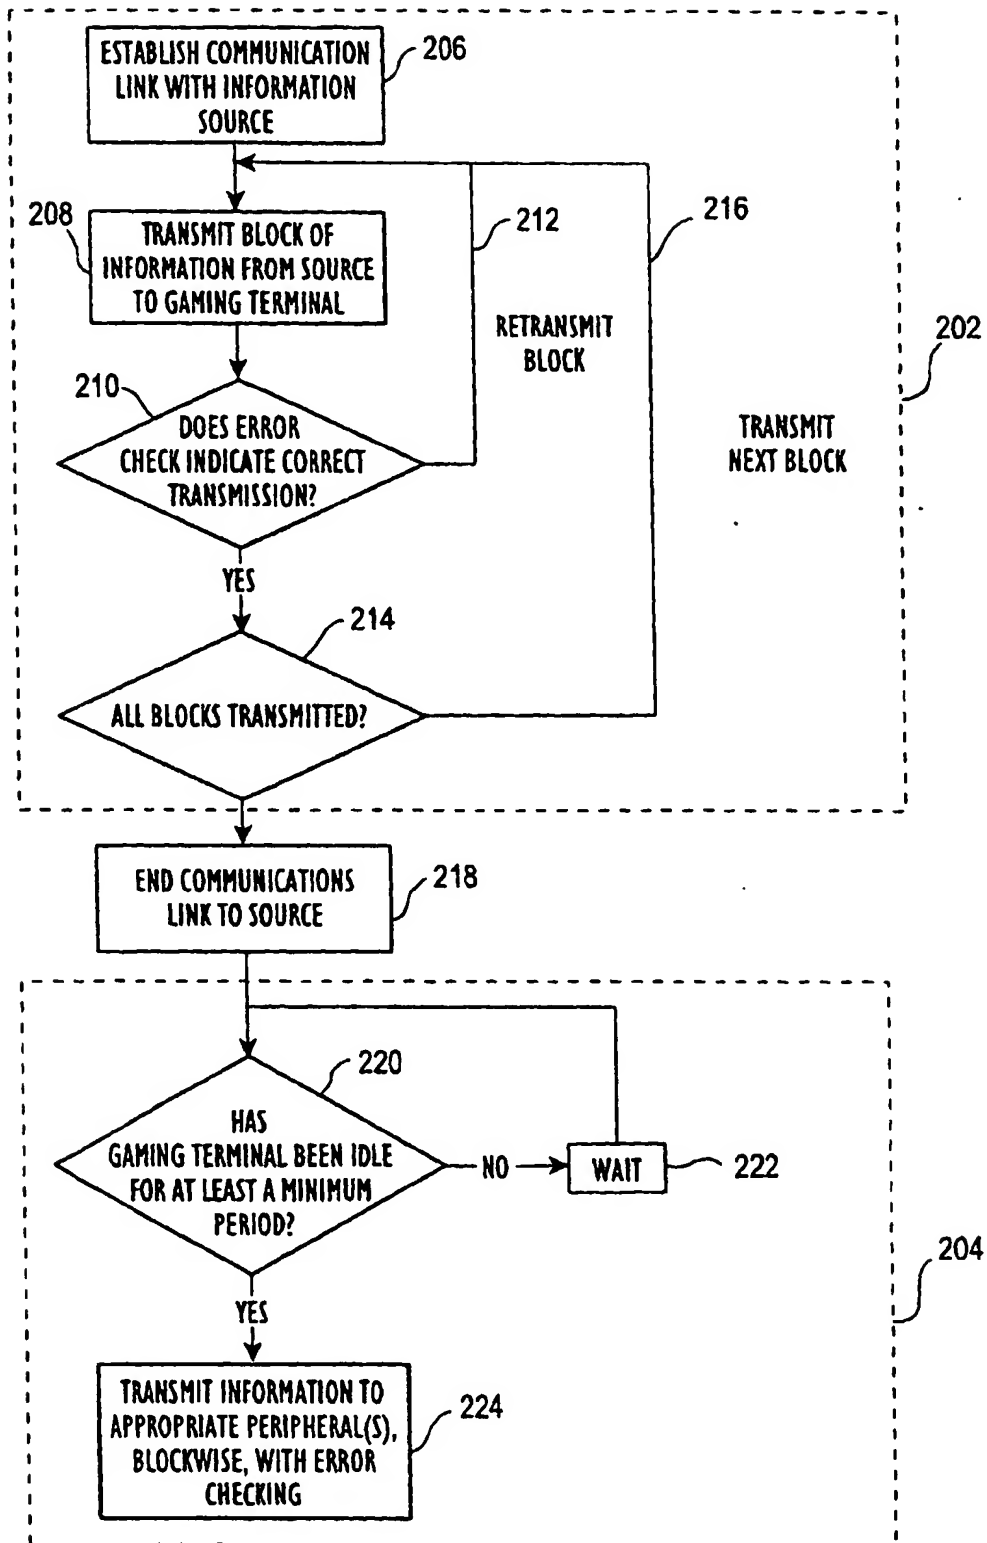 ESTABLISH COMMUNICATION
LINK WITH INFORMATION
SOURCE
206
208
TRANSMIT BLOCK OF
INFORMATION FROM SOURCE
TO GAMING TERMINAL
212
216
RETRANSMIT
BLOCK
202
210
DOES ERROR
CHECK INDICATE CORRECT
TRANSMISSION?
TRANSMIT
NEXT BLOCK
YES
214
ALL BLOCKS TRANSMITTED?
END COMMUNICATIONS
LINK TO SOURCE
218
220
HAS
GAMING TERMINAL BEEN IDLE
FOR AT LEAST A MINIMUM
PERIOD?
NO
WAIT
222
204
YES
TRANSMIT INFORMATION TO
APPROPRIATE PERIPHERAL(S),
BLOCKWISE, WITH ERROR
CHECKING
224